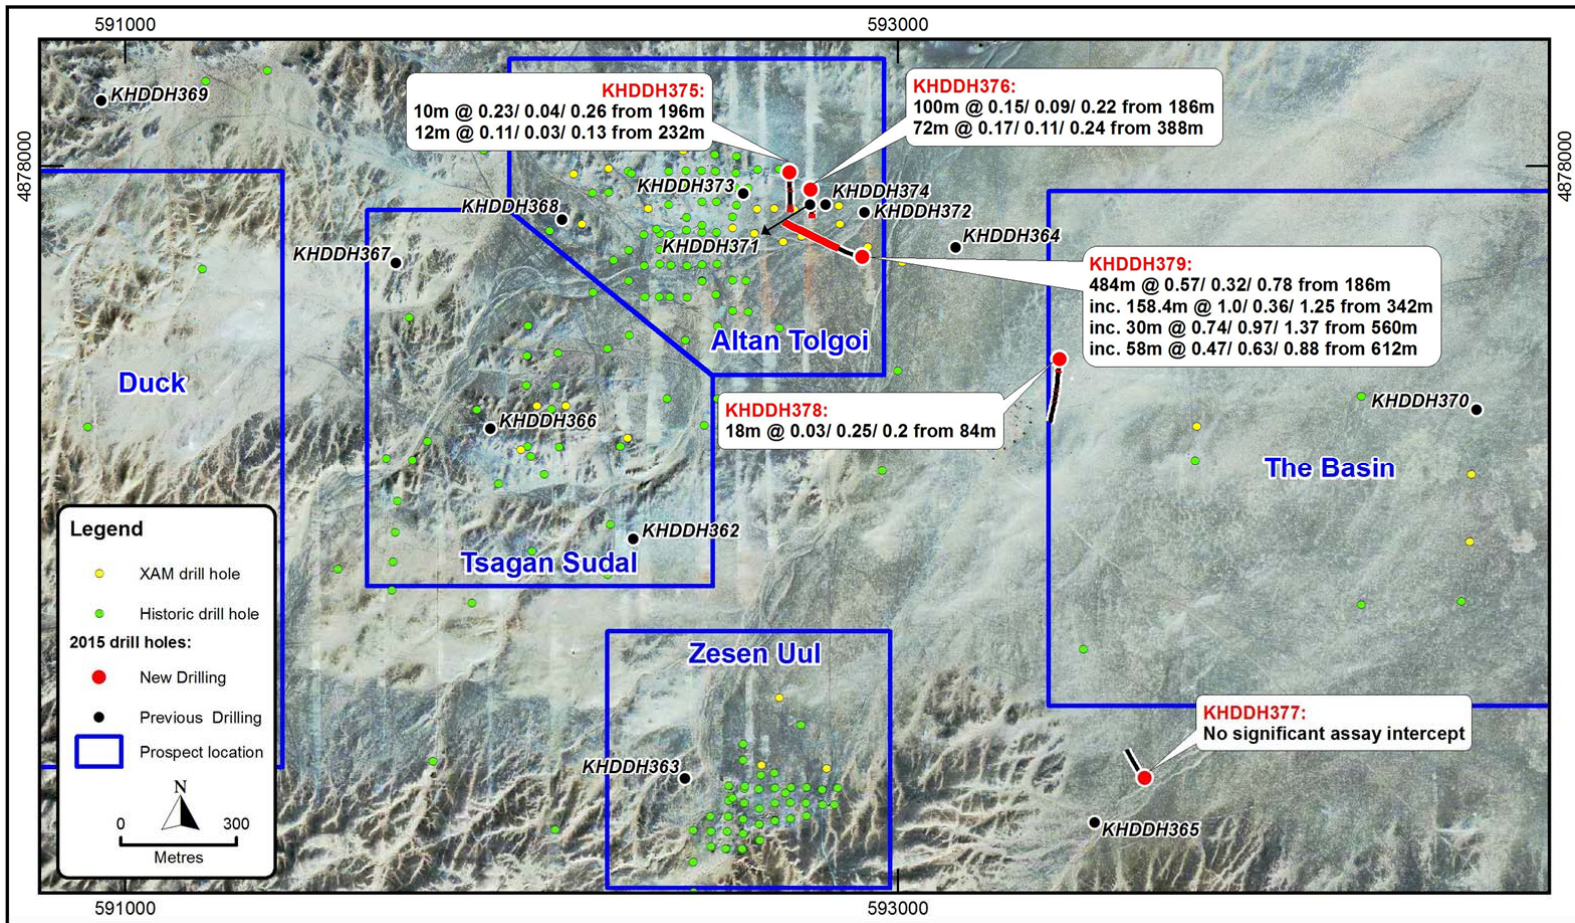 591000
593000
4878000
4878000
KHDDH369
KHDDH375:
10m @ 0.23/ 0.04/ 0.26 from 196m
12m @ 0.11/ 0.03/ 0.13 from 232m
KHDDH376:
100m @ 0.15/ 0.09/ 0.22 from 186m
72m @ 0.17/ 0.11/ 0.24 from 388m
KHDDH373
KHDDH374
KHDDH368
KHDDH372
KHDDH371
KHDDH364
KHDDH367
KHDDH379:
484m @ 0.57/ 0.32/ 0.78 from 186m
inc. 158.4m @ 1.0/ 0.36/ 1.25 from 342m
inc. 30m @ 0.74/ 0.97/ 1.37 from 560m
inc. 58m @ 0.47/ 0.63/ 0.88 from 612m
Altan Tolgoi
Duck
KHDDH378:
18m @ 0.03/ 0.25/ 0.2 from 84m
KHDDH370
KHDDH366
The Basin
KHDDH362
Tsagan Sudal
Legend
XAM drill hole
Historic drill hole
2015 drill holes:
New Drilling
Previous Drilling
Prospect location
N
0 300
Metres
Zesen Uul
KHDDH363
KHDDH377:
No significant assay intercept
KHDDH365
591000
593000